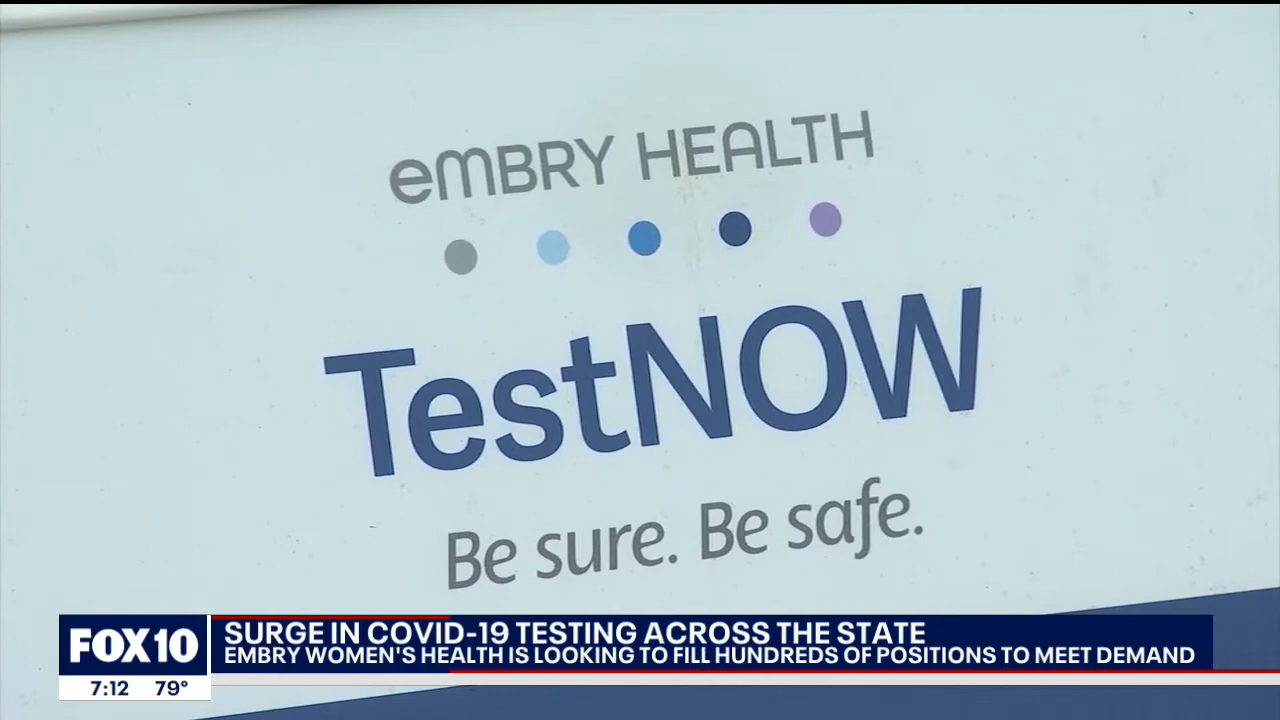 eMBRY HEALTH
TestNOW
Be sure. Be safe.
FOX10
SURGE IN COVID-19 TESTING ACROSS THE STATE
EMBRY WOMEN'S HEALTH IS LOOKING TO FILL HUNDREDS OF POSITIONS TO MEET DEMAND
7:12 79°